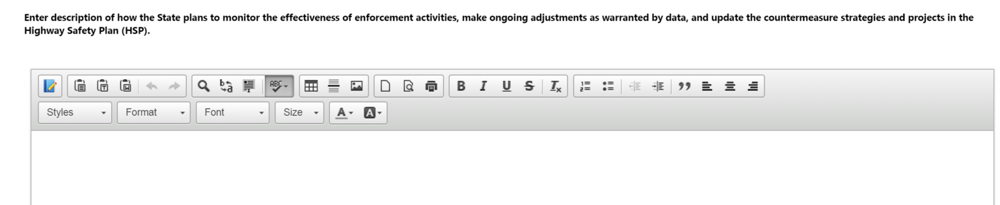 Enter description of how the State plans to monitor the effectiveness of enforcement activities, make ongoing adjustments as warranted by data, and update the countermeasure strategies and projects in the
Highway Safety Plan (HSP).
ABC B I U S Tx
Styles Format Font Size A A